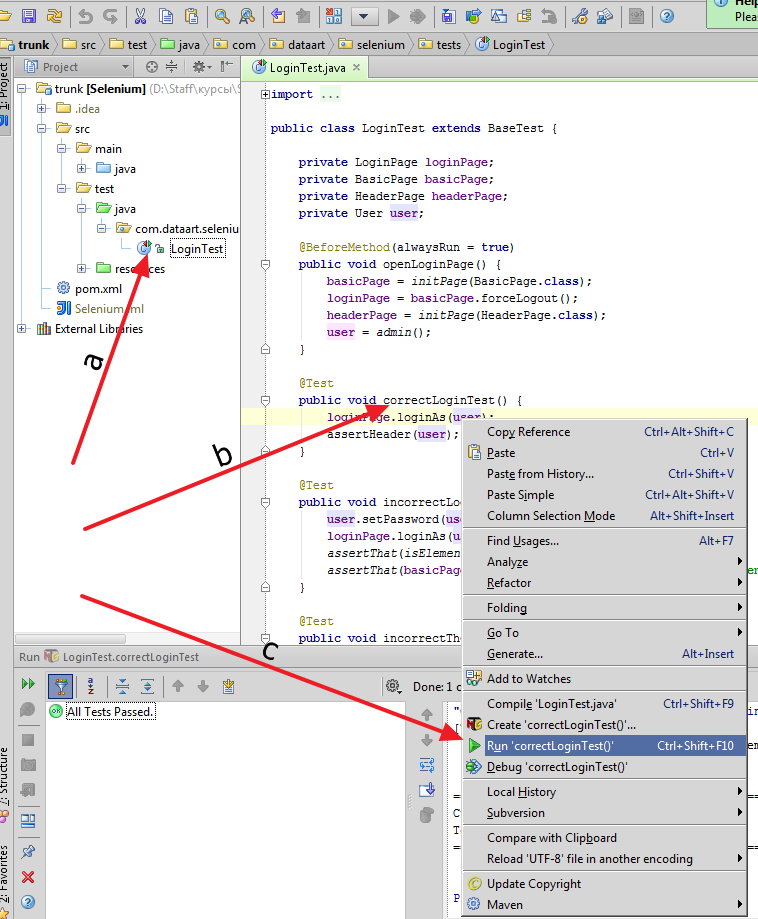 Help
Plea
trunk src test java com dataart selenium tests LoginTest
1: Project
Project
LoginTest.java
trunk [Selenium] (D:\Staff\курсы\S
.idea
src
main
java
test
java
com.dataart.seleniu
LoginTest
resources
pom.xml
Selenium.iml
External Libraries
import ...
public class LoginTest extends BaseTest {
private LoginPage loginPage;
private BasicPage basicPage;
private HeaderPage headerPage;
private User user;
@BeforeMethod(alwaysRun = true)
public void openLoginPage() {
basicPage = initPage(BasicPage.class);
loginPage = basicPage.forceLogout();
headerPage = initPage(HeaderPage.class);
user = admin();
}
@Test
public void correctLoginTest() {
loginPage.loginAs(user);
assertHeader(user);
}
@Test
public void incorrectLo
user.setPassword(use
loginPage.loginAs(u
assertThat(isElemen
assertThat(basicPag
}
@Test
public void incorrectTh
a
b
c
Copy Reference Ctrl+Alt+Shift+C
Paste Ctrl+V
Paste from History... Ctrl+Shift+V
Paste Simple Ctrl+Alt+Shift+V
Column Selection Mode Alt+Shift+Insert
Find Usages... Alt+F7
Analyze
Refactor
Folding
Go To
Generate... Alt+Insert
Add to Watches
Compile 'LoginTest.java' Ctrl+Shift+F9
Create 'correctLoginTest()'...
Run 'correctLoginTest()' Ctrl+Shift+F10
Debug 'correctLoginTest()'
Local History
Subversion
Compare with Clipboard
Reload 'UTF-8' file in another encoding
Update Copyright
Maven
Run LoginTest.correctLoginTest
Done: 1 o
OK All Tests Passed.
7: Structure
2: Favorites